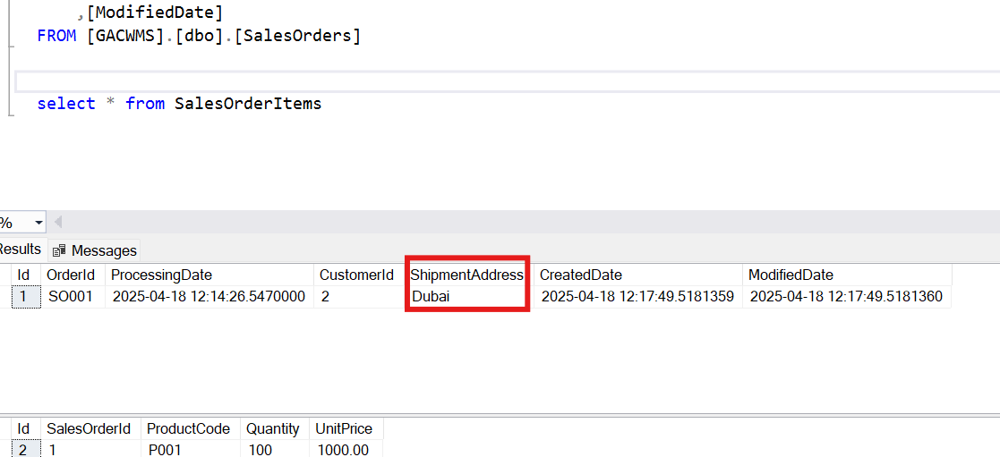 ,[ModifiedDate]
FROM [GACWMS].[dbo].[SalesOrders]
select * from SalesOrderItems
%
Results Messages
Id OrderId ProcessingDate CustomerId ShipmentAddress CreatedDate ModifiedDate
1 SO001 2025-04-18 12:14:26.5470000 2 Dubai 2025-04-18 12:17:49.5181359 2025-04-18 12:17:49.5181360
Id SalesOrderId ProductCode Quantity UnitPrice
2 1 P001 100 1000.00